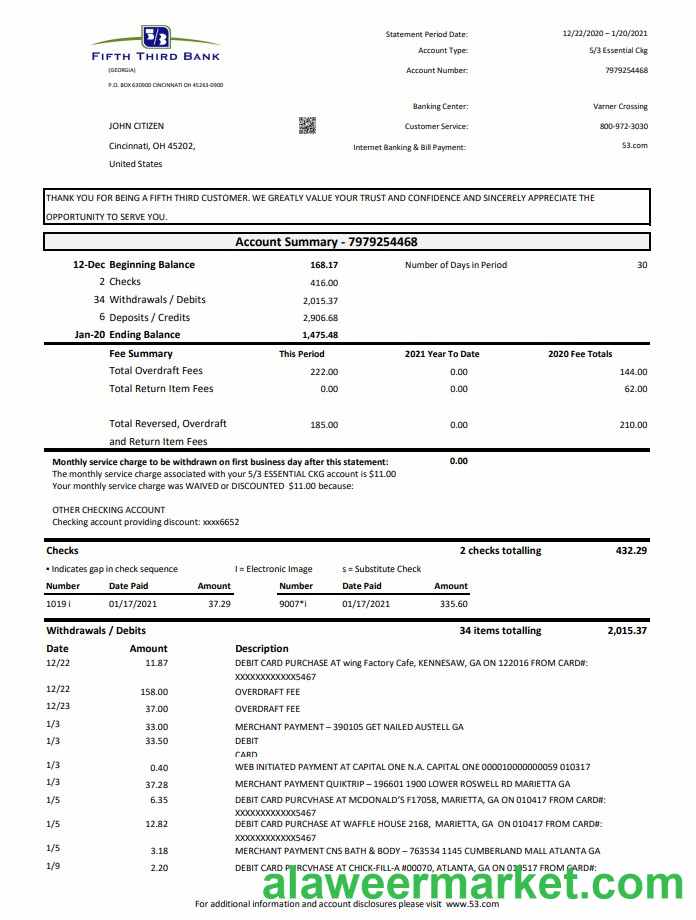 FIFTH THIRD BANK
(GEORGIA)
P.O. BOX 630900 CINCINNATI OH 45263-0900
Statement Period Date: 12/22/2020 – 1/20/2021
Account Type: 5/3 Essential Ckg
Account Number: 7979254468
Banking Center: Varner Crossing
JOHN CITIZEN
Customer Service: 800-972-3030
Cincinnati, OH 45202,
Internet Banking & Bill Payment: 53.com
United States
THANK YOU FOR BEING A FIFTH THIRD CUSTOMER. WE GREATLY VALUE YOUR TRUST AND CONFIDENCE AND SINCERELY APPRECIATE THE
OPPORTUNITY TO SERVE YOU.
Account Summary - 7979254468
12-Dec Beginning Balance 168.17 Number of Days in Period 30
2 Checks 416.00
34 Withdrawals / Debits 2,015.37
6 Deposits / Credits 2,906.68
Jan-20 Ending Balance 1,475.48
Fee Summary This Period 2021 Year To Date 2020 Fee Totals
Total Overdraft Fees 222.00 0.00 144.00
Total Return Item Fees 0.00 0.00 62.00
Total Reversed, Overdraft 185.00 0.00 210.00
and Return Item Fees
Monthly service charge to be withdrawn on first business day after this statement: 0.00
The monthly service charge associated with your 5/3 ESSENTIAL CKG account is $11.00
Your monthly service charge was WAIVED or DISCOUNTED $11.00 because:
OTHER CHECKING ACCOUNT
Checking account providing discount: xxxx6652
Checks 2 checks totalling 432.29
• Indicates gap in check sequence I = Electronic Image s = Substitute Check
Number Date Paid Amount Number Date Paid Amount
1019 i 01/17/2021 37.29 9007*i 01/17/2021 335.60
Withdrawals / Debits 34 items totalling 2,015.37
Date Amount Description
12/22 11.87 DEBIT CARD PURCHASE AT wing Factory Cafe, KENNESAW, GA ON 122016 FROM CARD#:
XXXXXXXXXXXX5467
12/22 158.00 OVERDRAFT FEE
12/23 37.00 OVERDRAFT FEE
1/3 33.00 MERCHANT PAYMENT – 390105 GET NAILED AUSTELL GA
1/3 33.50 DEBIT
CARD
1/3 0.40 WEB INITIATED PAYMENT AT CAPITAL ONE N.A. CAPITAL ONE 000010000000059 010317
1/3 37.28 MERCHANT PAYMENT QUIKTRIP – 196601 1900 LOWER ROSWELL RD MARIETTA GA
1/5 6.35 DEBIT CARD PURCVHASE AT MCDONALD'S F17058, MARIETTA, GA ON 010417 FROM CARD#:
XXXXXXXXXXXX5467
1/5 12.82 DEBIT CARD PURCHASE AT WAFFLE HOUSE 2168, MARIETTA, GA ON 010417 FROM CARD#:
XXXXXXXXXXXX5467
1/5 3.18 MERCHANT PAYMENT CNS BATH & BODY – 763534 1145 CUMBERLAND MALL ATLANTA GA
1/9 2.20 DEBIT CARD PURCVHASE AT CHICK-FILL-A #00070, ATLANTA, GA ON 010517 FROM CARD#:
alaweermarket.com
For additional information and account disclosures please visit www.53.com